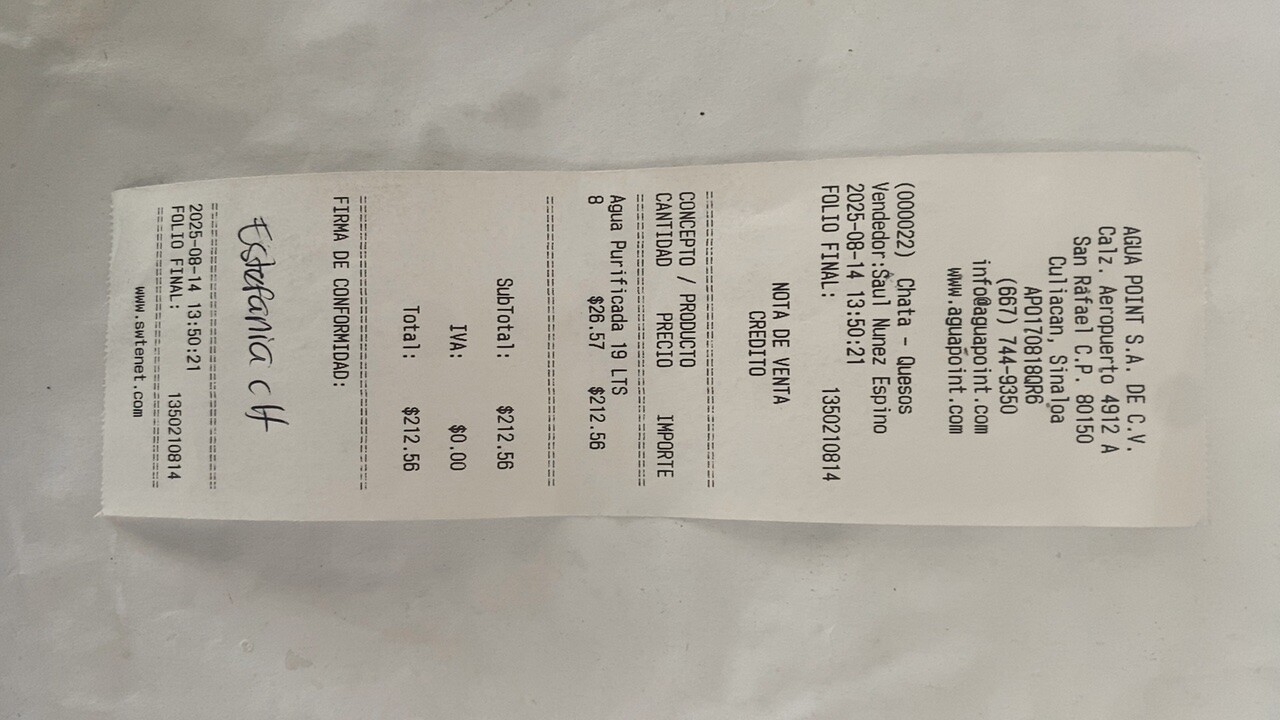 AGUA POINT S.A. DE C.V.
Calz. Aeropuerto 4912 A
San Rafael C.P. 80150
Culiacan, Sinaloa
APO170818QR6
(667) 744-9350
info@aguapoint.com
www.aguapoint.com
(000022) Chata - Quesos
Vendedor:Saul Nunez Espino
2025-08-14 13:50:21
FOLIO FINAL: 1350210814
NOTA DE VENTA
CREDITO
===============================
CONCEPTO / PRODUCTO
CANTIDAD PRECIO IMPORTE
===============================
Agua Purificada 19 LTS
8 $26.57 $212.56
===============================
SubTotal: $212.56
IVA: $0.00
Total: $212.56
===============================
FIRMA DE CONFORMIDAD:
Estefania CH
===============================
2025-08-14 13:50:21
FOLIO FINAL: 1350210814
===============================
www.swtenet.com